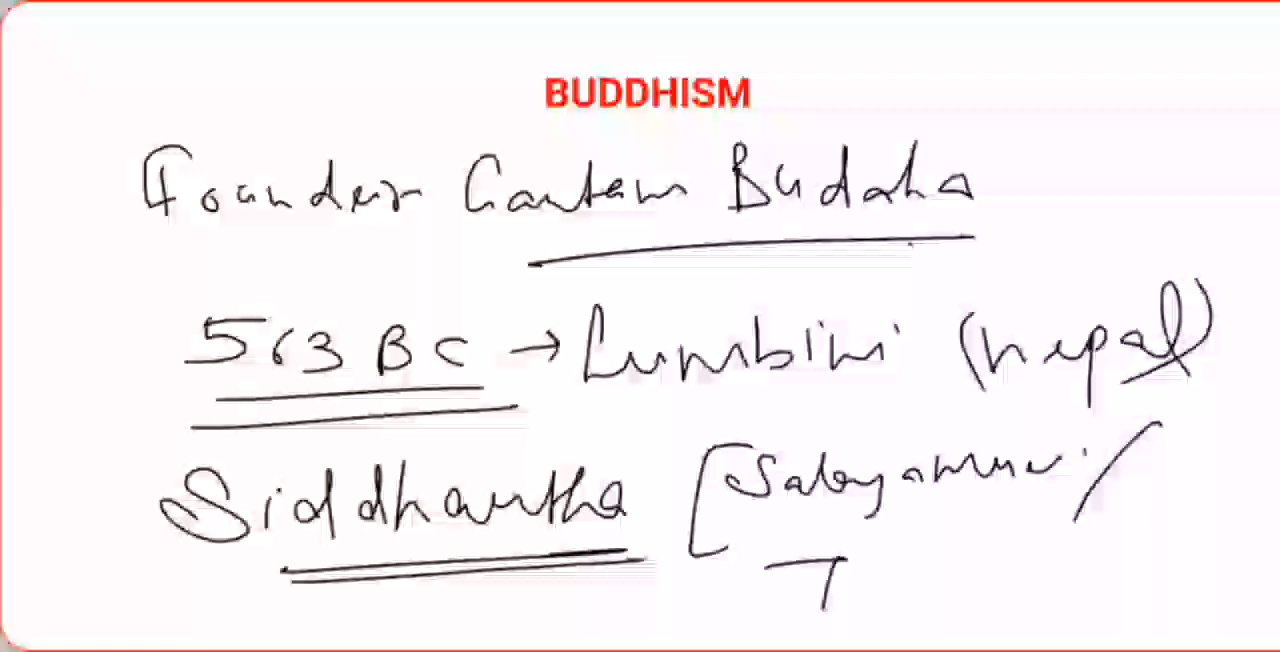 BUDDHISM
Founder Gautam Budaha
563 BC → Lumbini (nepal)
Siddhartha [Sakyamuni /
T